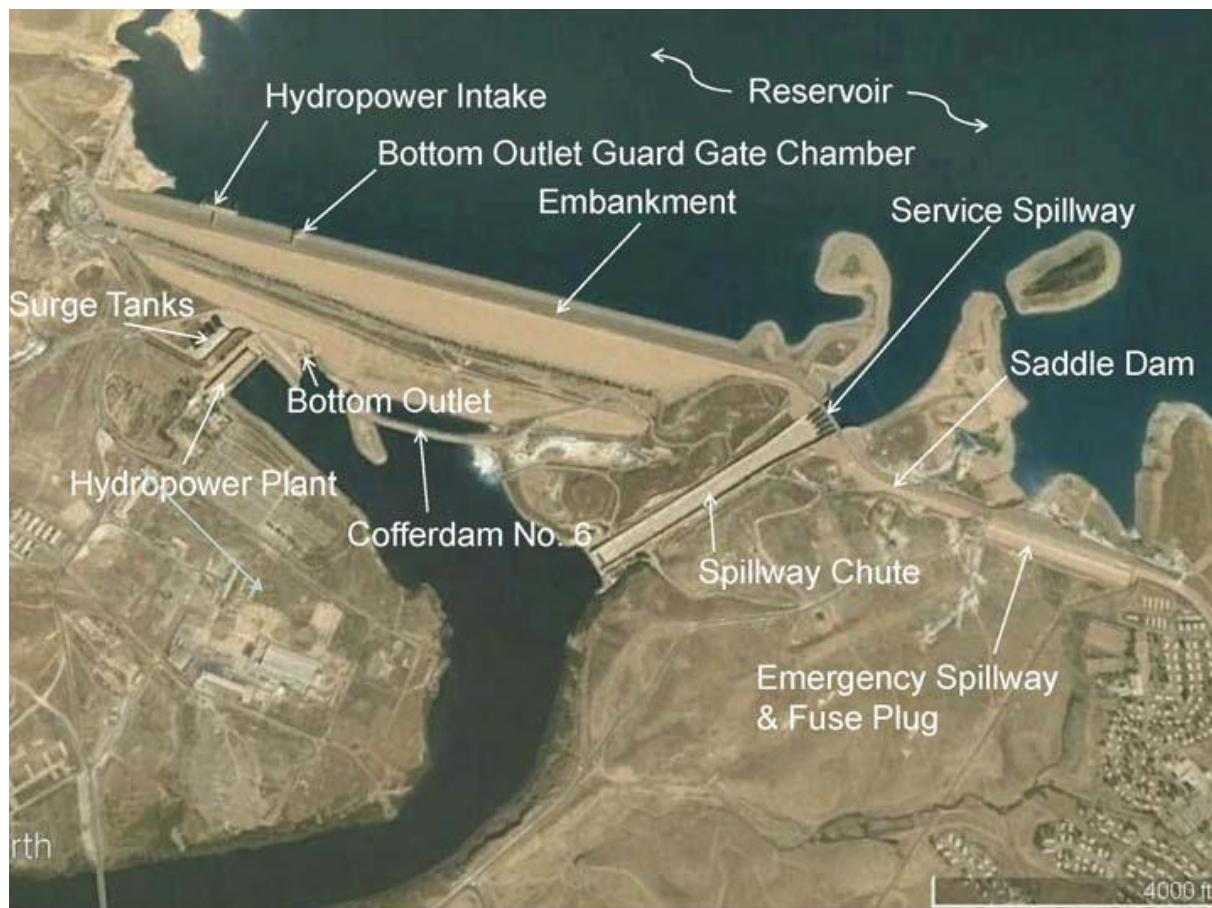 Reservoir
Hydropower Intake
Bottom Outlet Guard Gate Chamber
Embankment
Service Spillway
Surge Tanks
Saddle Dam
Bottom Outlet
Hydropower Plant
Cofferdam No. 6
Spillway Chute
Emergency Spillway
& Fuse Plug
rth
4000 ft